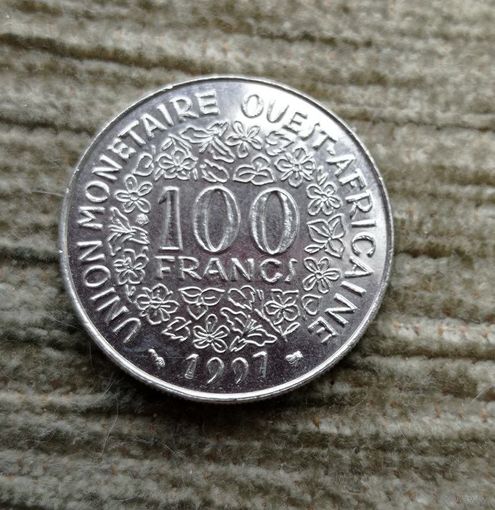 UNION MONETAIRE OUEST-AFRICAINE
100
FRANCS
1997